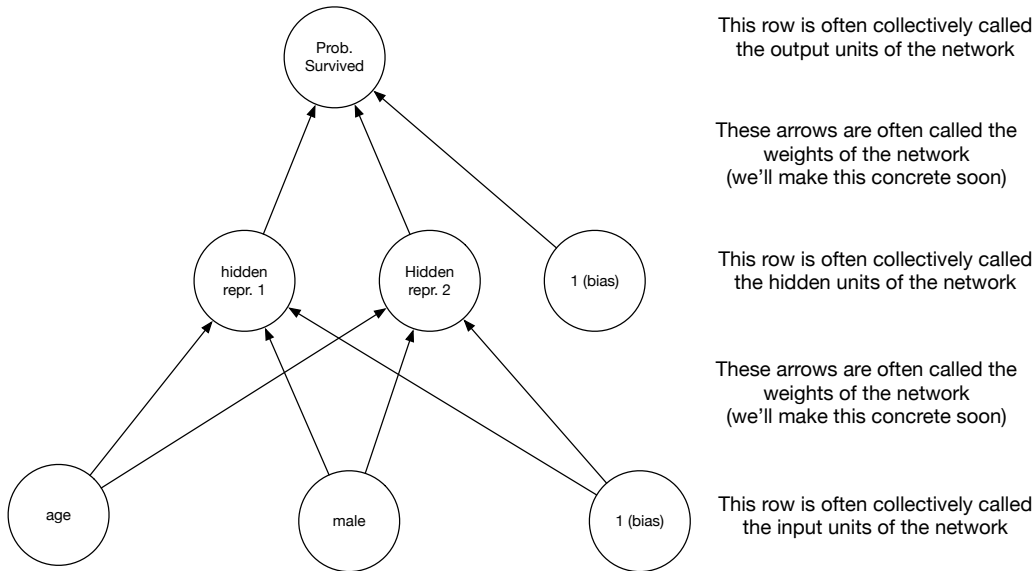 Prob.
Survived
This row is often collectively called
the output units of the network
These arrows are often called the
weights of the network
(we'll make this concrete soon)
hidden
repr. 1
Hidden
repr. 2
1 (bias)
This row is often collectively called
the hidden units of the network
These arrows are often called the
weights of the network
(we'll make this concrete soon)
age
male
1 (bias)
This row is often collectively called
the input units of the network